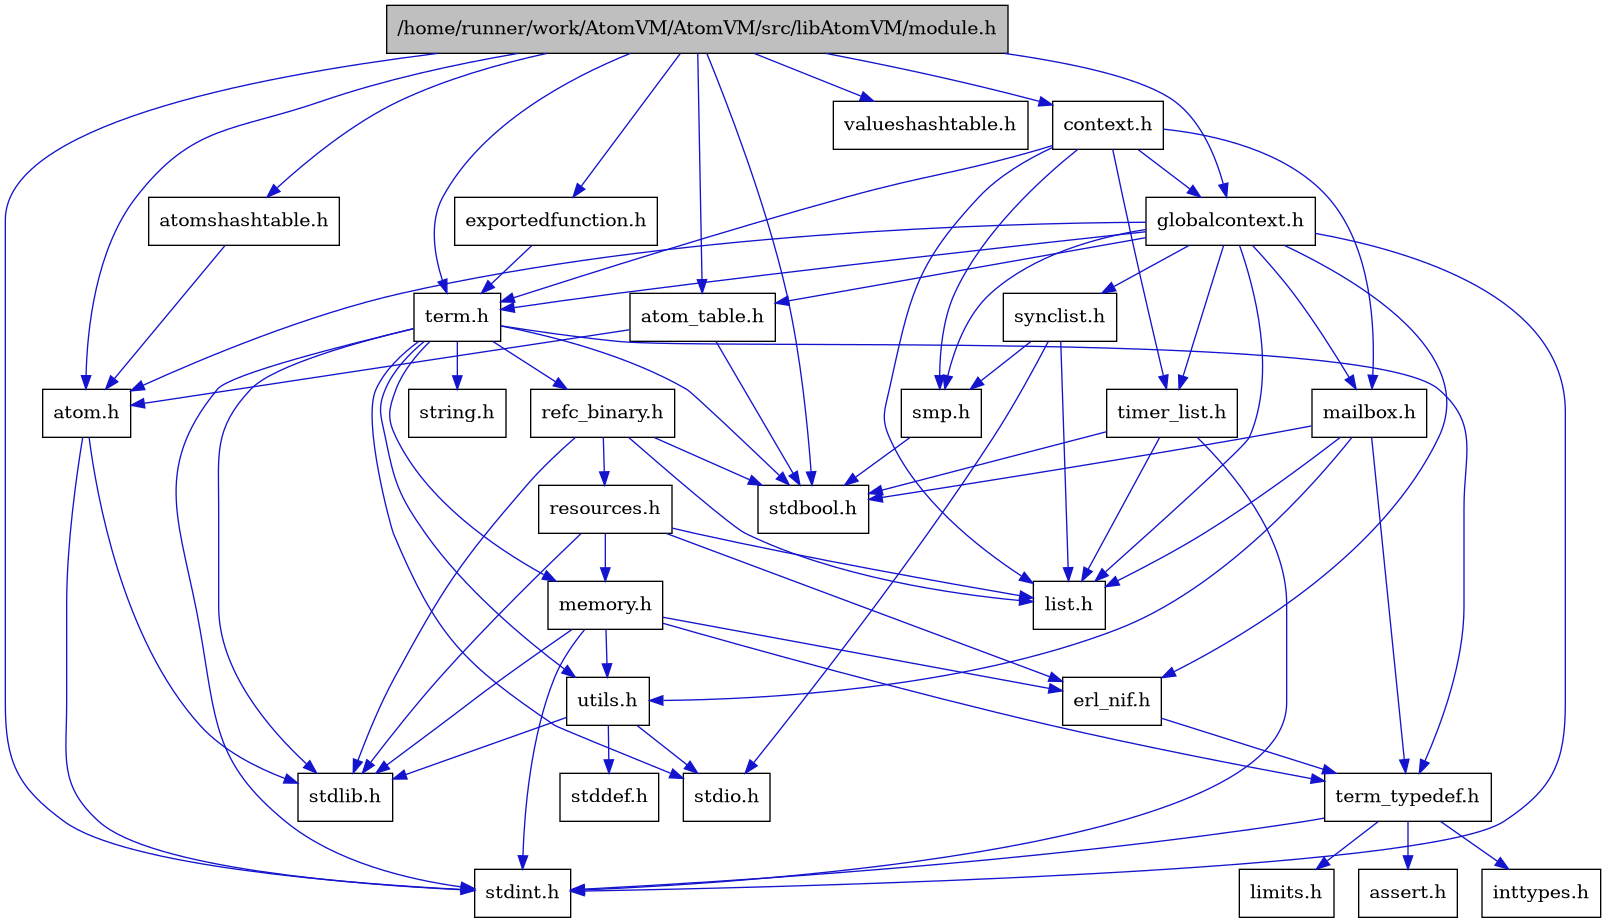 /home/runner/work/AtomVM/AtomVM/src/libAtomVM/module.h
valueshashtable.h
context.h
atomshashtable.h
exportedfunction.h
globalcontext.h
term.h
atom_table.h
synclist.h
atom.h
string.h
refc_binary.h
smp.h
timer_list.h
mailbox.h
resources.h
stdbool.h
memory.h
list.h
utils.h
erl_nif.h
stdlib.h
stddef.h
stdio.h
term_typedef.h
stdint.h
limits.h
assert.h
inttypes.h